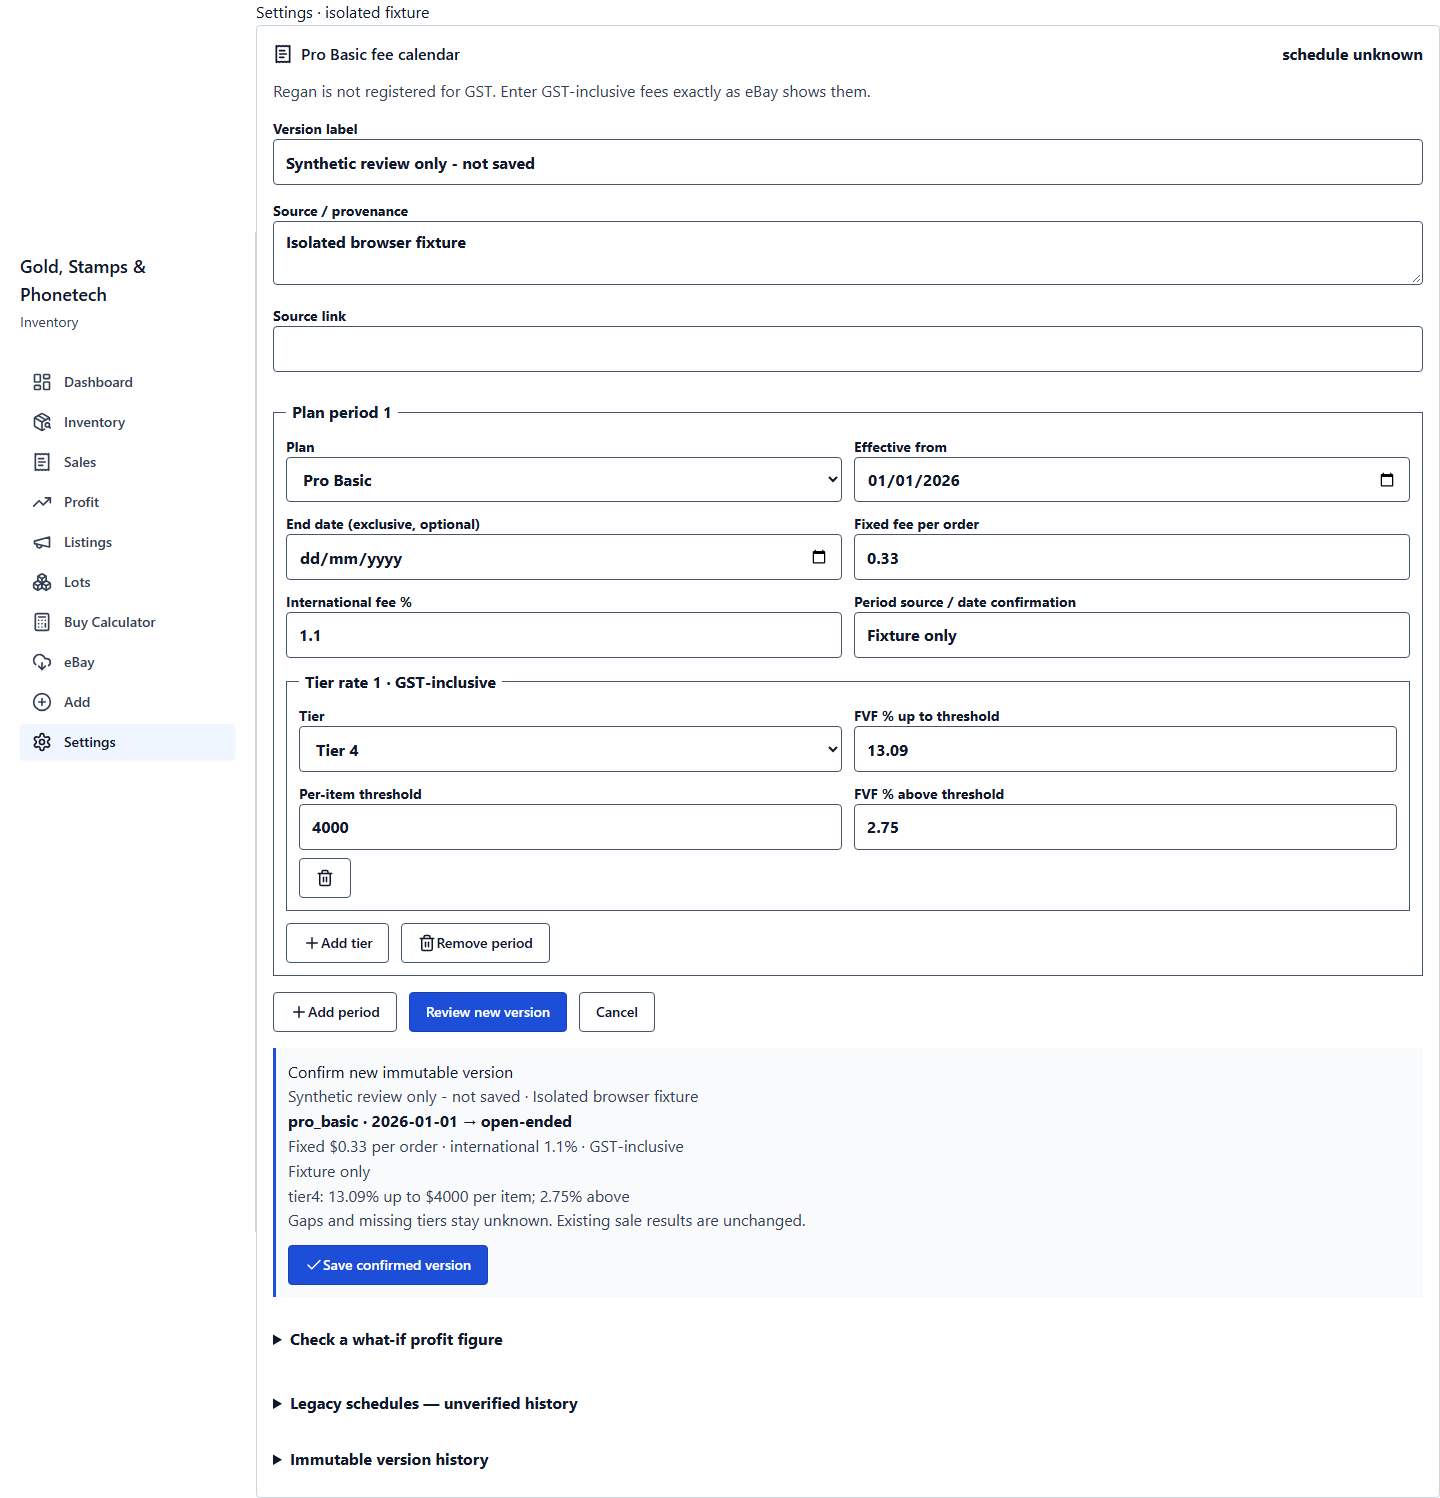 Settings · isolated fixture
Gold, Stamps &
Phonetech
Inventory
Dashboard
Inventory
Sales
Profit
Listings
Lots
Buy Calculator
eBay
Add
Settings
Pro Basic fee calendar
schedule unknown
Regan is not registered for GST. Enter GST-inclusive fees exactly as eBay shows them.
Version label
Synthetic review only - not saved
Source / provenance
Isolated browser fixture
Source link
Plan period 1
Plan
Effective from
Pro Basic
01/01/2026
End date (exclusive, optional)
Fixed fee per order
dd/mm/yyyy
0.33
International fee %
Period source / date confirmation
1.1
Fixture only
Tier rate 1 · GST-inclusive
Tier
FVF % up to threshold
Tier 4
13.09
Per-item threshold
FVF % above threshold
4000
2.75
Add tier
Remove period
Add period
Review new version
Cancel
Confirm new immutable version
Synthetic review only - not saved · Isolated browser fixture
pro_basic · 2026-01-01 → open-ended
Fixed $0.33 per order · international 1.1% · GST-inclusive
Fixture only
tier4: 13.09% up to $4000 per item; 2.75% above
Gaps and missing tiers stay unknown. Existing sale results are unchanged.
Save confirmed version
Check a what-if profit figure
Legacy schedules — unverified history
Immutable version history